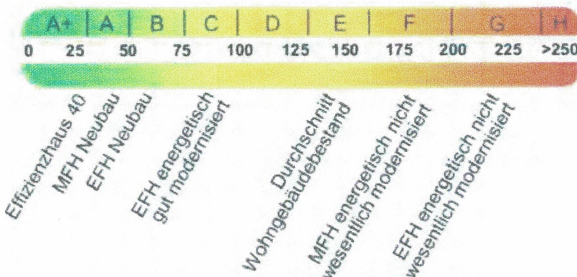 A+ A B C D E F G H
0 25 50 75 100 125 150 175 200 225 >250
Effizienzhaus 40
MFH Neubau
EFH Neubau
EFH energetisch
gut modernisiert
Durchschnitt
Wohngebäudebestand
MFH energetisch nicht
wesentlich modernisiert
EFH energetisch nicht
wesentlich modernisiert